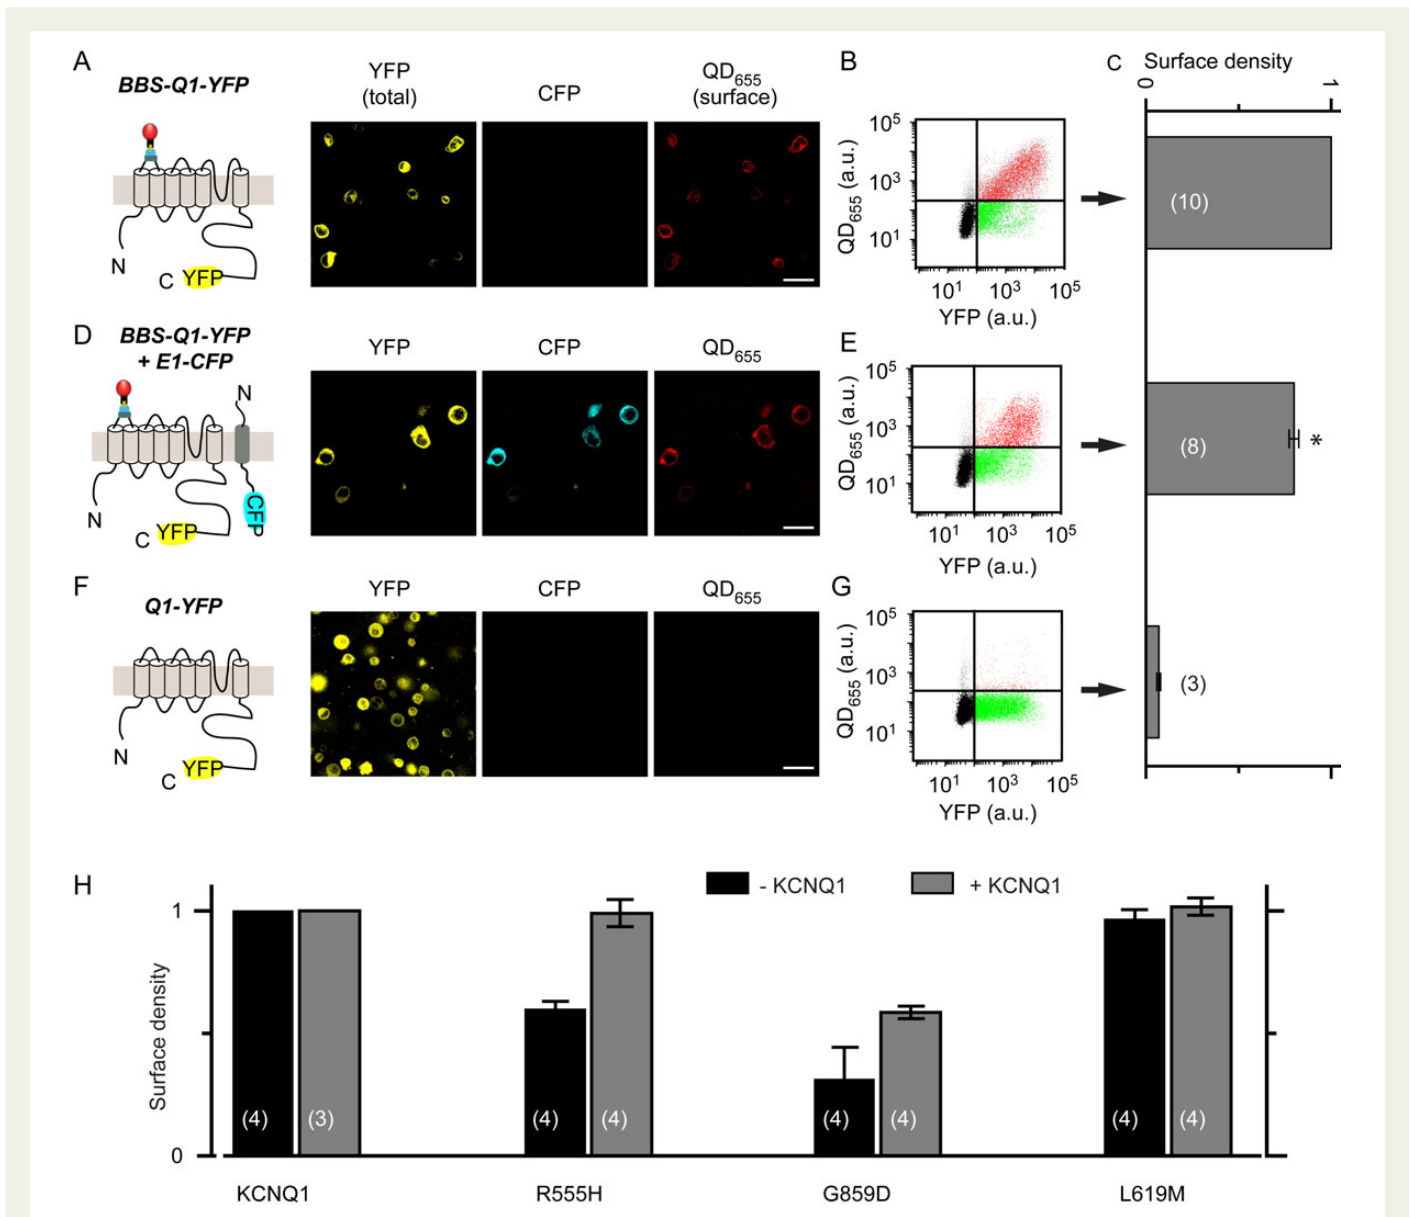 A
BBS-Q1-YFP
YFP
(total)
CFP
QD655
(surface)
N
C YFP
B
10^5
10^3
10^1
QD655 (a.u.)
10^1 10^3 10^5
YFP (a.u.)
C Surface density
0 1
(10)
D
BBS-Q1-YFP
+ E1-CFP
YFP
CFP
QD655
N
N
CFP
C YFP
E
10^5
10^3
10^1
QD655 (a.u.)
10^1 10^3 10^5
YFP (a.u.)
(8) *
F
Q1-YFP
YFP
CFP
QD655
N
C YFP
G
10^5
10^3
10^1
QD655 (a.u.)
10^1 10^3 10^5
YFP (a.u.)
(3)
H
- KCNQ1 + KCNQ1
1
Surface density
0
(4) (3) (4) (4) (4) (4) (4) (4)
KCNQ1 R555H G859D L619M